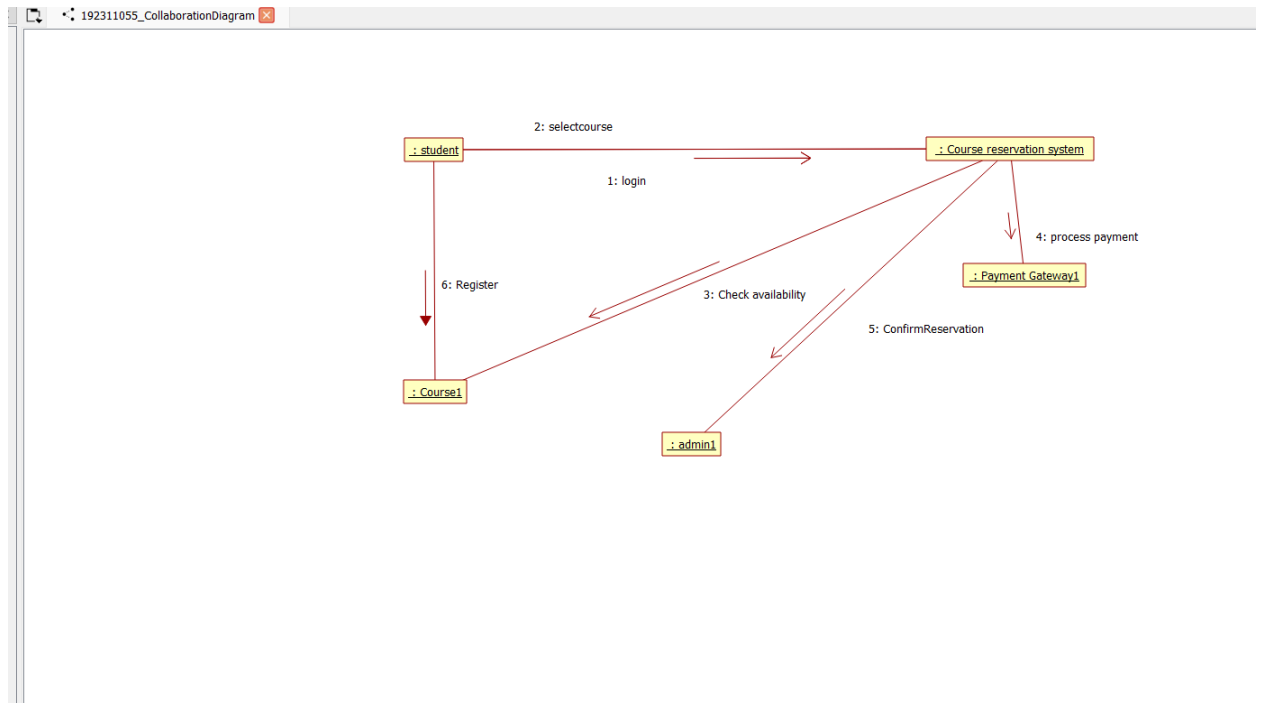 192311055_CollaborationDiagram
2: selectcourse
: student
: Course reservation system
1: login
4: process payment
: Payment Gateway1
6: Register
3: Check availability
5: ConfirmReservation
: Course1
: admin1